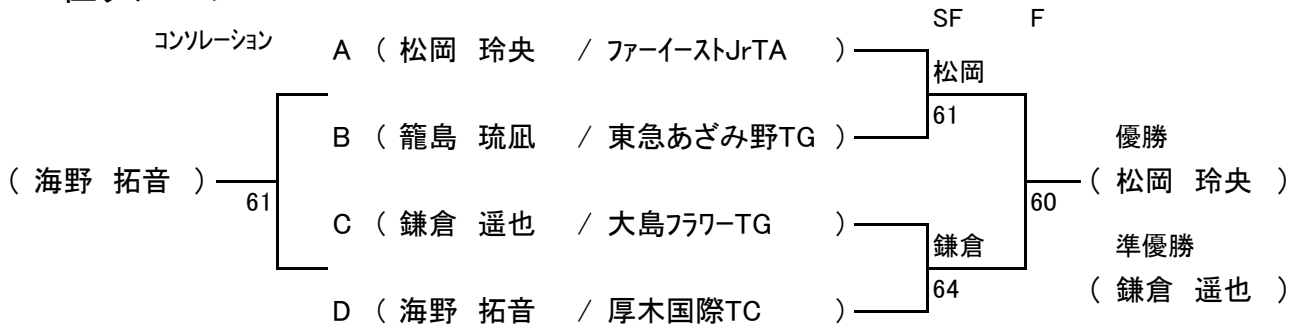 SF F
コンソレーション
A ( 松岡 玲央 / ファーイーストJrTA )
松岡
61
B ( 籠島 琉凪 / 東急あざみ野TG )
優勝
( 海野 拓音 )
61
( 松岡 玲央 )
60
C ( 鎌倉 遥也 / 大島フラワーTG )
鎌倉
準優勝
64
( 鎌倉 遥也 )
D ( 海野 拓音 / 厚木国際TC )